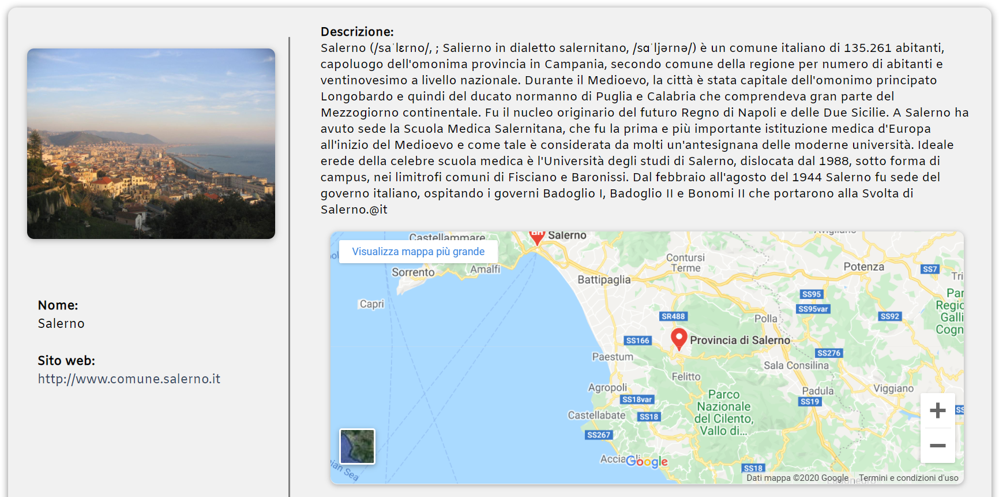 Descrizione:
Salerno (/saˈlɛrno/, ; Salierno in dialetto salernitano, /sɑˈljərnə/) è un comune italiano di 135.261 abitanti,
capoluogo dell'omonima provincia in Campania, secondo comune della regione per numero di abitanti e
ventinovesimo a livello nazionale. Durante il Medioevo, la città è stata capitale dell'omonimo principato
Longobardo e quindi del ducato normanno di Puglia e Calabria che comprendeva gran parte del
Mezzogiorno continentale. Fu il nucleo originario del futuro Regno di Napoli e delle Due Sicilie. A Salerno ha
avuto sede la Scuola Medica Salernitana, che fu la prima e più importante istituzione medica d'Europa
all'inizio del Medioevo e come tale è considerata da molti un'antesignana delle moderne università. Ideale
erede della celebre scuola medica è l'Università degli studi di Salerno, dislocata dal 1988, sotto forma di
campus, nei limitrofi comuni di Fisciano e Baronissi. Dal febbraio all'agosto del 1944 Salerno fu sede del
governo italiano, ospitando i governi Badoglio I, Badoglio II e Bonomi II che portarono alla Svolta di
Salerno.@it
Nome:
Salerno
Sito web:
http://www.comune.salerno.it
Castellammare
Salerno
Visualizza mappa più grande
Contursi
Terme
Sorrento
Amalfi
Potenza
SS7
Battipaglia
Tri
Capri
SS95
SS95var
Par
Regio
Galli
Cogn
SR488
Polla
SS92
SS166
Provincia di Salerno
Paestum
SS276
Sala Consilina
Felitto
Agropoli
Padula
Viggiano
SS18var
SS19
Parco
Nazionale
del Cilento,
Vallo di...
Castellabate
SS18
SS
SS267
Google
ian Sea
SS18
Dati mappa ©2020 Google
Termini e condizioni d'uso